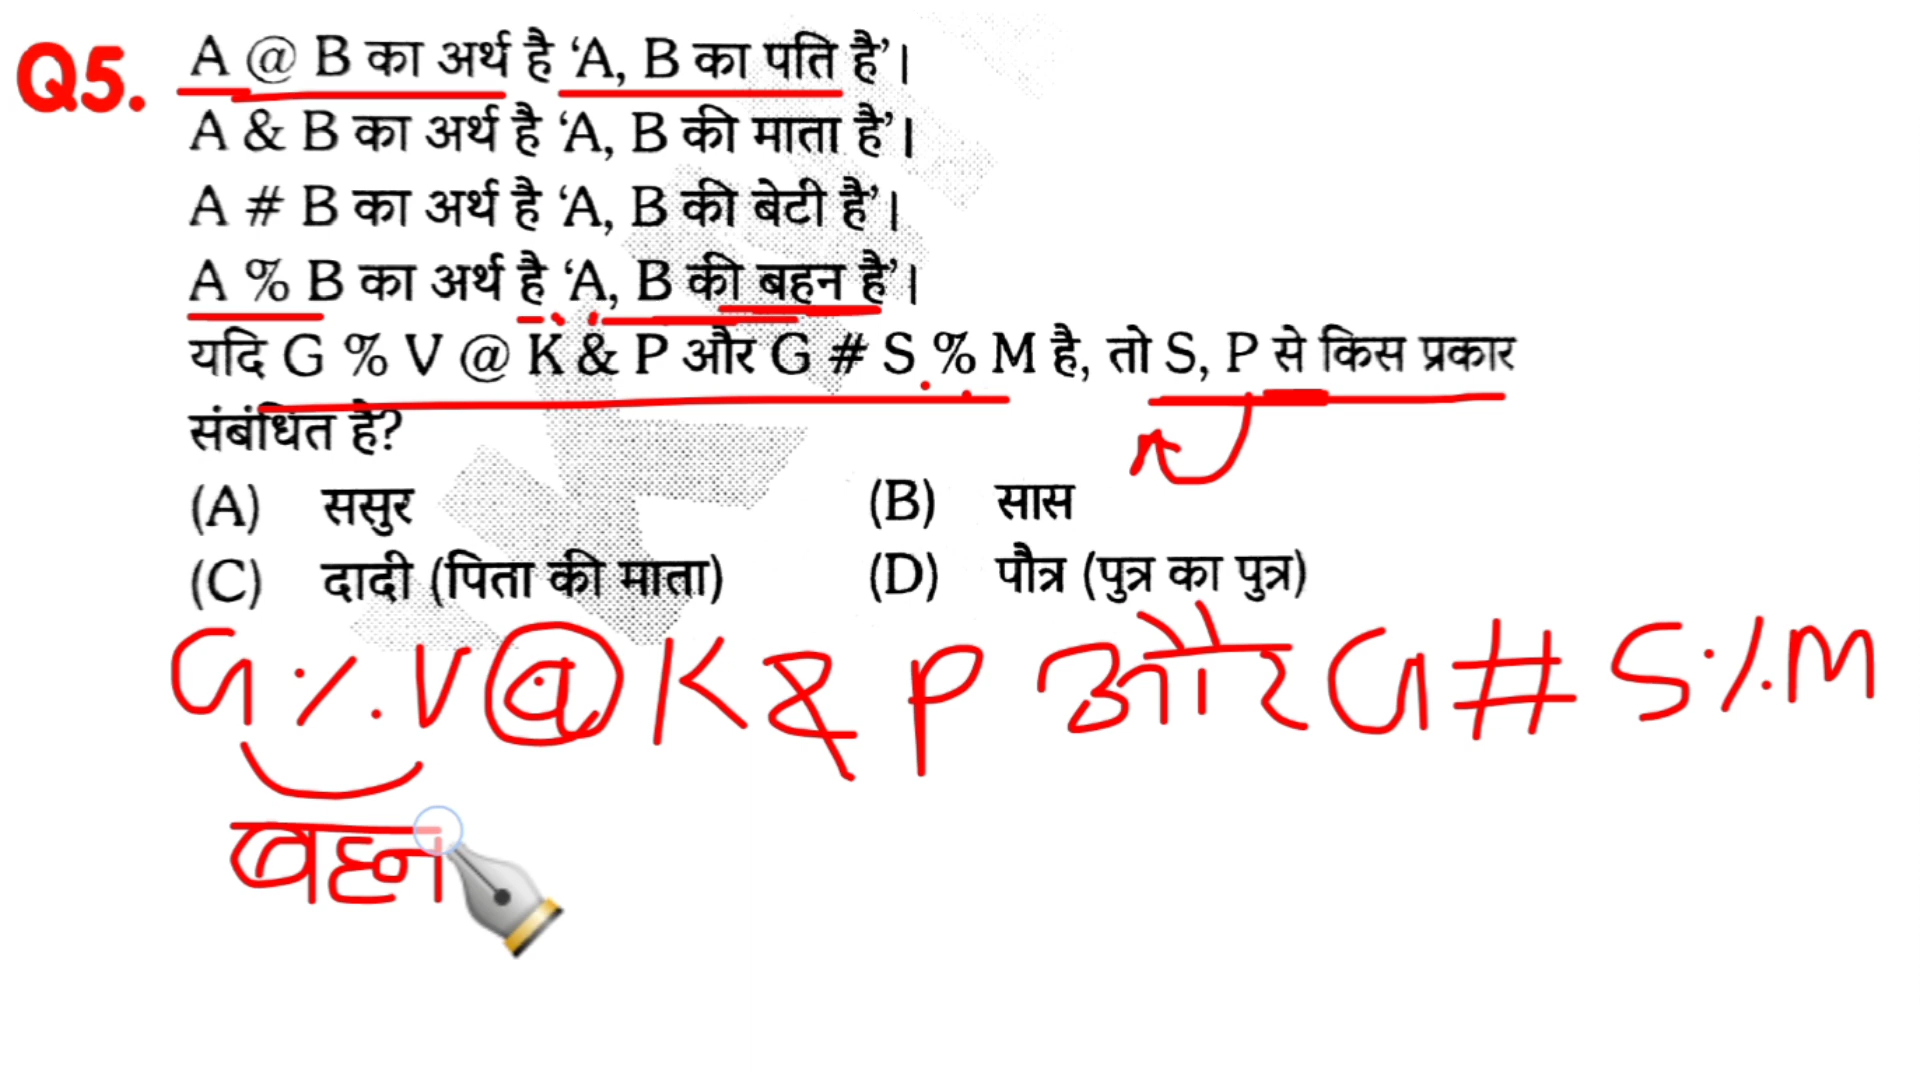 Q5. A @ B का अर्थ है ‘A, B का पति है’।
A & B का अर्थ है ‘A, B की माता है’।
A # B का अर्थ है ‘A, B की बेटी है’।
A % B का अर्थ है ‘A, B की बहन है’।
यदि G % V @ K & P और G # S % M है, तो S, P से किस प्रकार
संबंधित है?
(A) ससुर (B) सास
(C) दादी (पिता की माता) (D) पौत्र (पुत्र का पुत्र)
G % V @ K & P और G # S % M
बहन